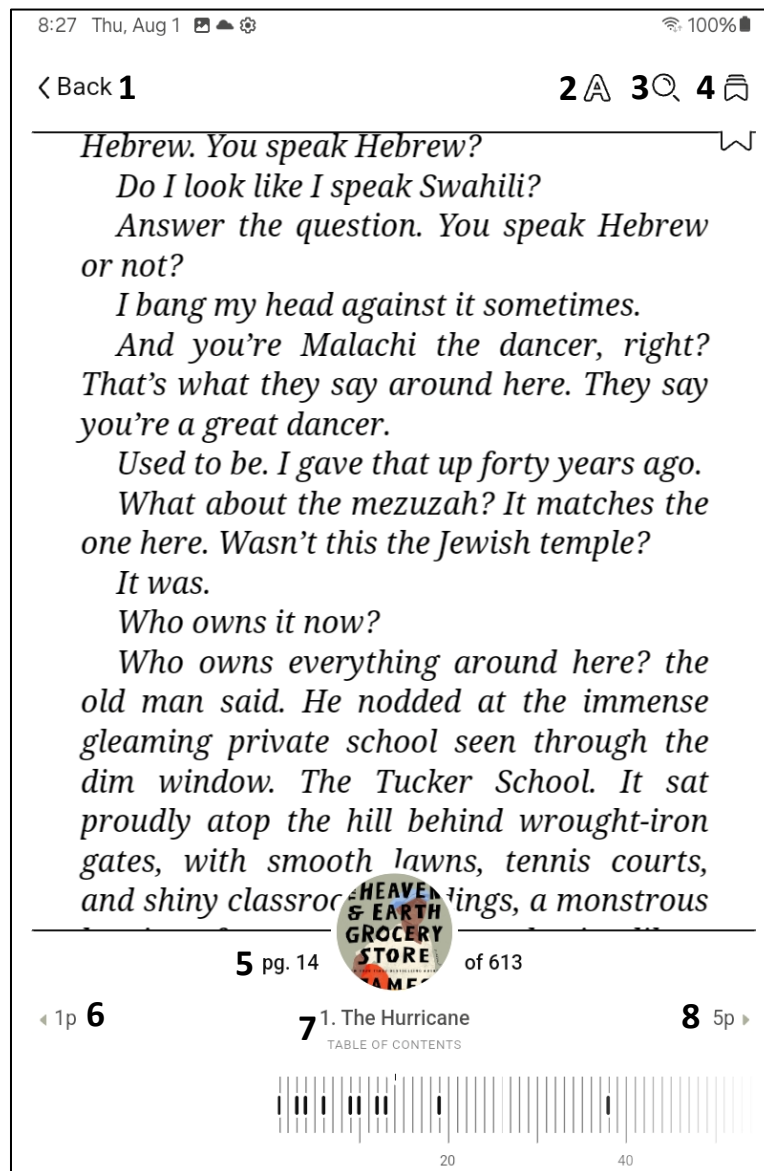 8:27 Thu, Aug 1 100%
Back 1 2 A 3 4
Hebrew. You speak Hebrew?
Do I look like I speak Swahili?
Answer the question. You speak Hebrew
or not?
I bang my head against it sometimes.
And you’re Malachi the dancer, right?
That’s what they say around here. They say
you’re a great dancer.
Used to be. I gave that up forty years ago.
What about the mezuzah? It matches the
one here. Wasn’t this the Jewish temple?
It was.
Who owns it now?
Who owns everything around here? the
old man said. He nodded at the immense
gleaming private school seen through the
dim window. The Tucker School. It sat
proudly atop the hill behind wrought-iron
gates, with smooth lawns, tennis courts,
and shiny dings, a monstrous
HEAVEN
& EARTH
GROCERY
STORE
JAMES
5 pg. 14 of 613
1p 6 7 1. The Hurricane 8 5p
TABLE OF CONTENTS
20 40